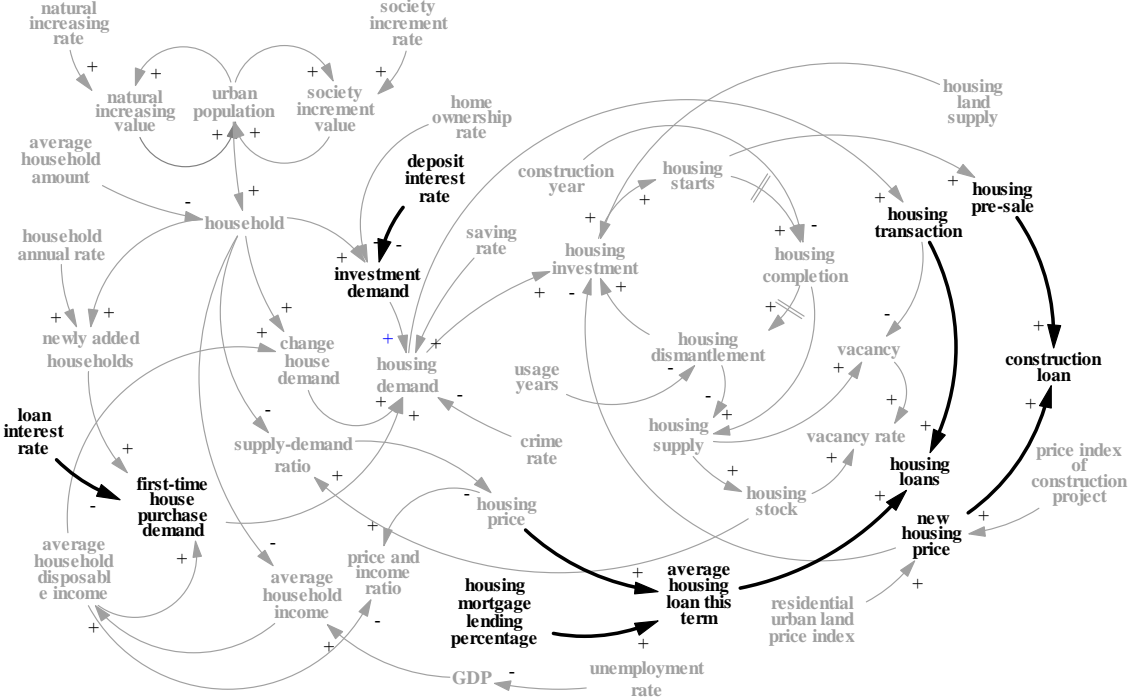 natural
increasing
rate
society
increment
rate
natural
increasing
value
urban
population
society
increment
value
home
ownership
rate
housing
land
supply
average
household
amount
deposit
interest
rate
construction
year
housing
starts
housing
pre-sale
household
housing
transaction
household
annual rate
saving
rate
housing
investment
housing
completion
investment
demand
newly added
households
change
house
demand
housing
demand
housing
dismantlement
vacancy
construction
loan
usage
years
loan
interest
rate
supply-demand
ratio
crime
rate
housing
supply
vacancy rate
housing
loans
price index
of
construction
project
first-time
house
purchase
demand
housing
price
housing
stock
new
housing
price
average
household
disposabl
e income
average
household
income
price and
income
ratio
housing
mortgage
lending
percentage
average
housing
loan this
term
residential
urban land
price index
GDP
unemployment
rate